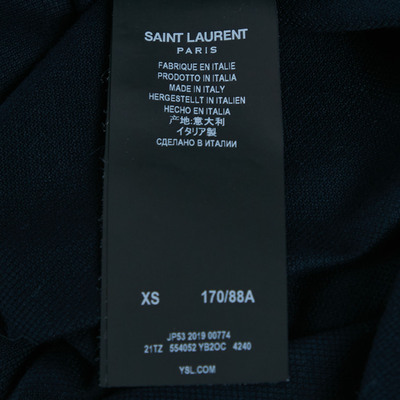 SAINT LAURENT
PARIS
FABRIQUE EN ITALIE
PRODOTTO IN ITALIA
MADE IN ITALY
HERGESTELLT IN ITALIEN
HECHO EN ITALIA
产地:意大利
イタリア製
СДЕЛАНО В ИТАЛИИ
XS 170/88A
JP53 2019 00774
21TZ 554052 YB2OC 4240
YSL.COM